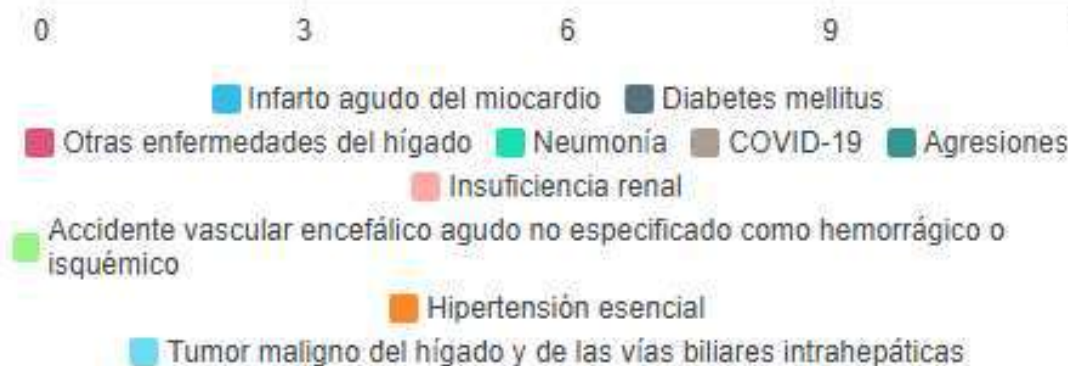 0 3 6 9
Infarto agudo del miocardio Diabetes mellitus
Otras enfermedades del hígado Neumonía COVID-19 Agresiones
Insuficiencia renal
Accidente vascular encefálico agudo no especificado como hemorrágico o
isquémico
Hipertensión esencial
Tumor maligno del hígado y de las vías biliares intrahepáticas